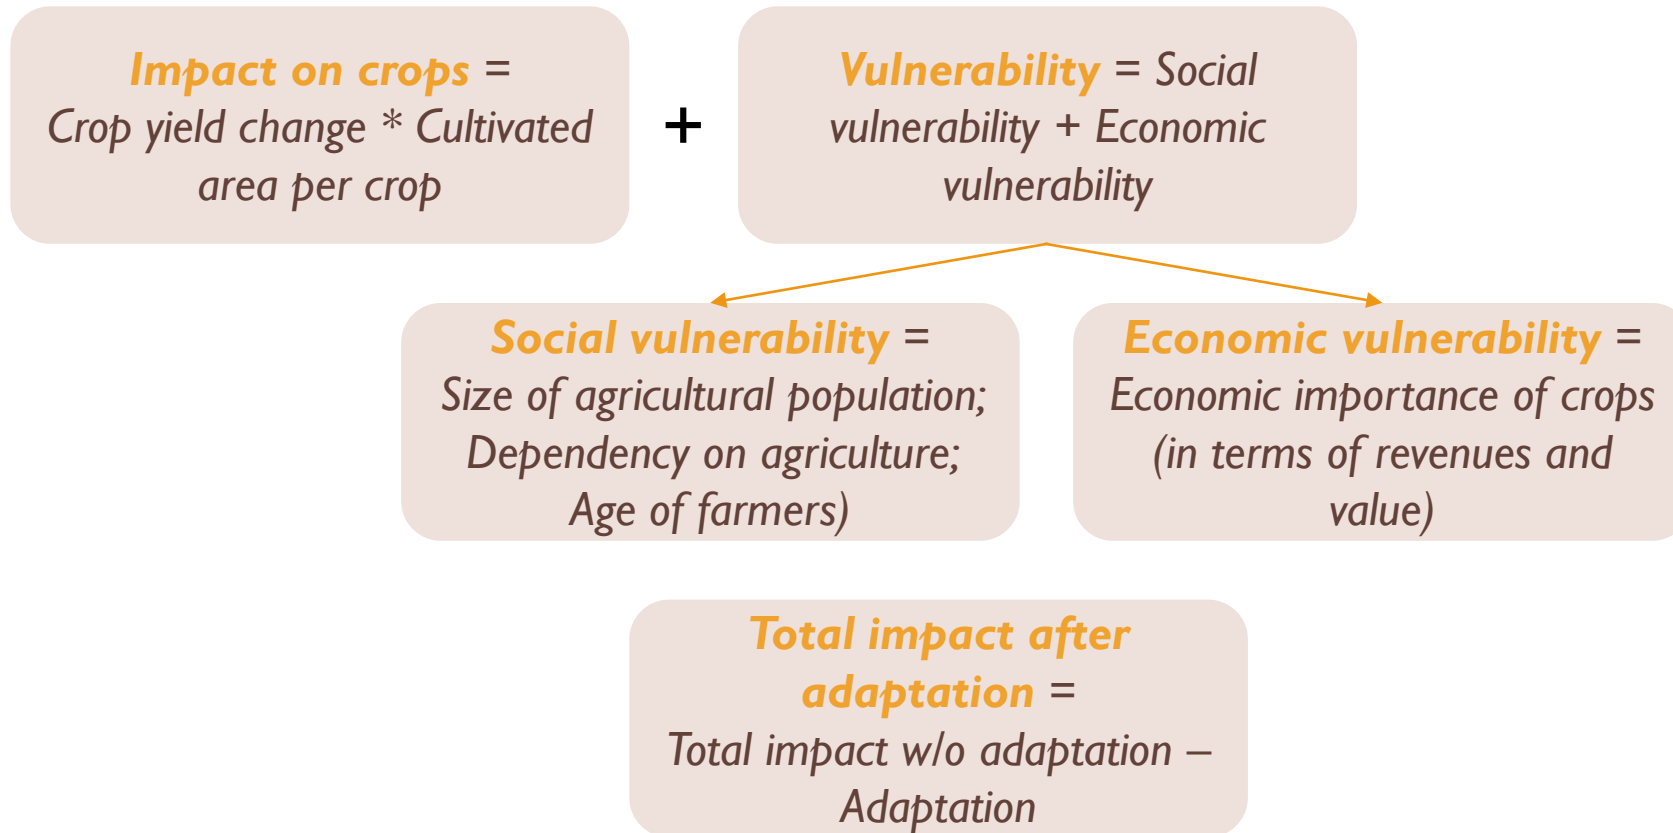 Impact on crops =
Crop yield change * Cultivated
area per crop
+
Vulnerability = Social
vulnerability + Economic
vulnerability
Social vulnerability =
Size of agricultural population;
Dependency on agriculture;
Age of farmers)
Economic vulnerability =
Economic importance of crops
(in terms of revenues and
value)
Total impact after
adaptation =
Total impact w/o adaptation –
Adaptation